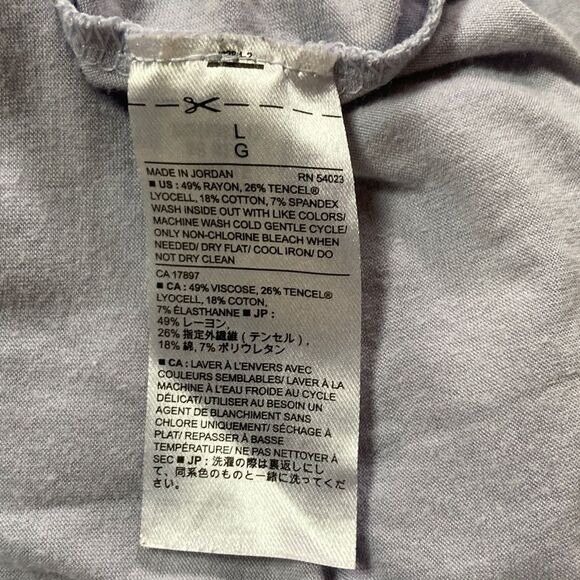 L
G
MADE IN JORDAN RN 54023
■ US : 49% RAYON, 26% TENCEL®
LYOCELL, 18% COTTON, 7% SPANDEX
WASH INSIDE OUT WITH LIKE COLORS/
MACHINE WASH COLD GENTLE CYCLE/
ONLY NON-CHLORINE BLEACH WHEN
NEEDED/ DRY FLAT/ COOL IRON/ DO
NOT DRY CLEAN
CA 17897
■ CA : 49% VISCOSE, 26% TENCEL®
LYOCELL, 18% COTON,
7% ÉLASTHANNE ■ JP :
49% レーヨン,
26% 指定外繊維 (テンセル),
18% 綿, 7% ポリウレタン
■ CA : LAVER À L'ENVERS AVEC
COULEURS SEMBLABLES/ LAVER À LA
MACHINE À L'EAU FROIDE AU CYCLE
DÉLICAT/ UTILISER AU BESOIN UN
AGENT DE BLANCHIMENT SANS
CHLORE UNIQUEMENT/ SÉCHAGE À
PLAT/ REPASSER À BASSE
TEMPÉRATURE/ NE PAS NETTOYER À
SEC ■ JP : 洗濯の際は裏返しにし
て、同系色のものと一緒に洗ってくだ